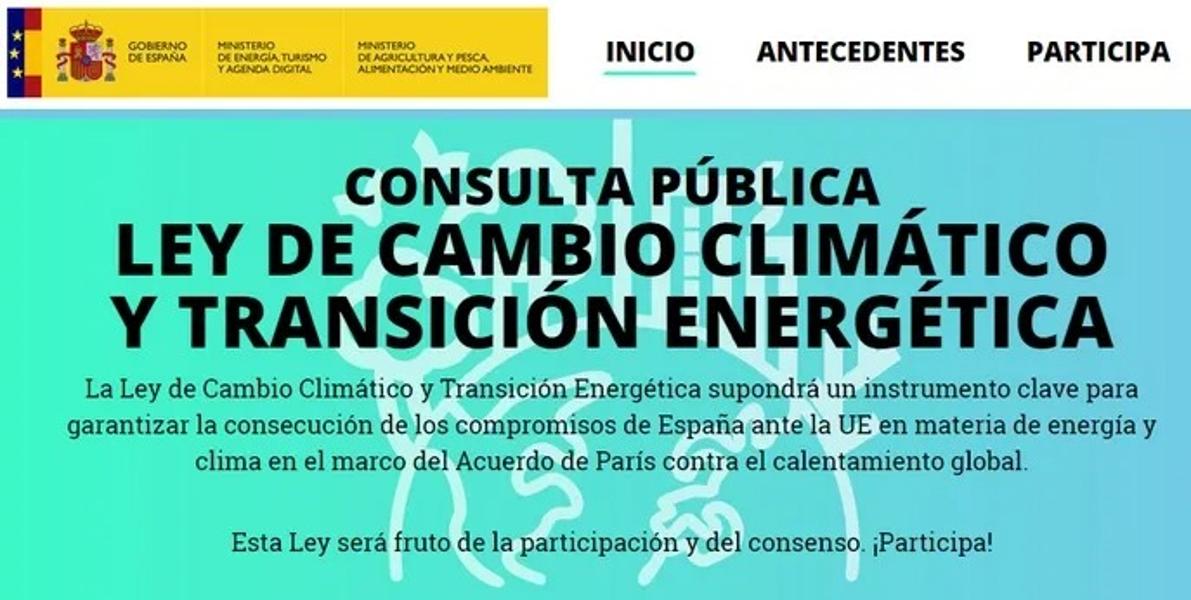 GOBIERNO
DE ESPAÑA
MINISTERIO
DE ENERGÍA, TURISMO
Y AGENDA DIGITAL
MINISTERIO
DE AGRICULTURA Y PESCA,
ALIMENTACIÓN Y MEDIO AMBIENTE
INICIO
ANTECEDENTES
PARTICIPA
CONSULTA PÚBLICA
LEY DE CAMBIO CLIMÁTICO
Y TRANSICIÓN ENERGÉTICA
La Ley de Cambio Climático y Transición Energética supondrá un instrumento clave para
garantizar la consecución de los compromisos de España ante la UE en materia de energía y
clima en el marco del Acuerdo de París contra el calentamiento global.
Esta Ley será fruto de la participación y del consenso. ¡Participa!